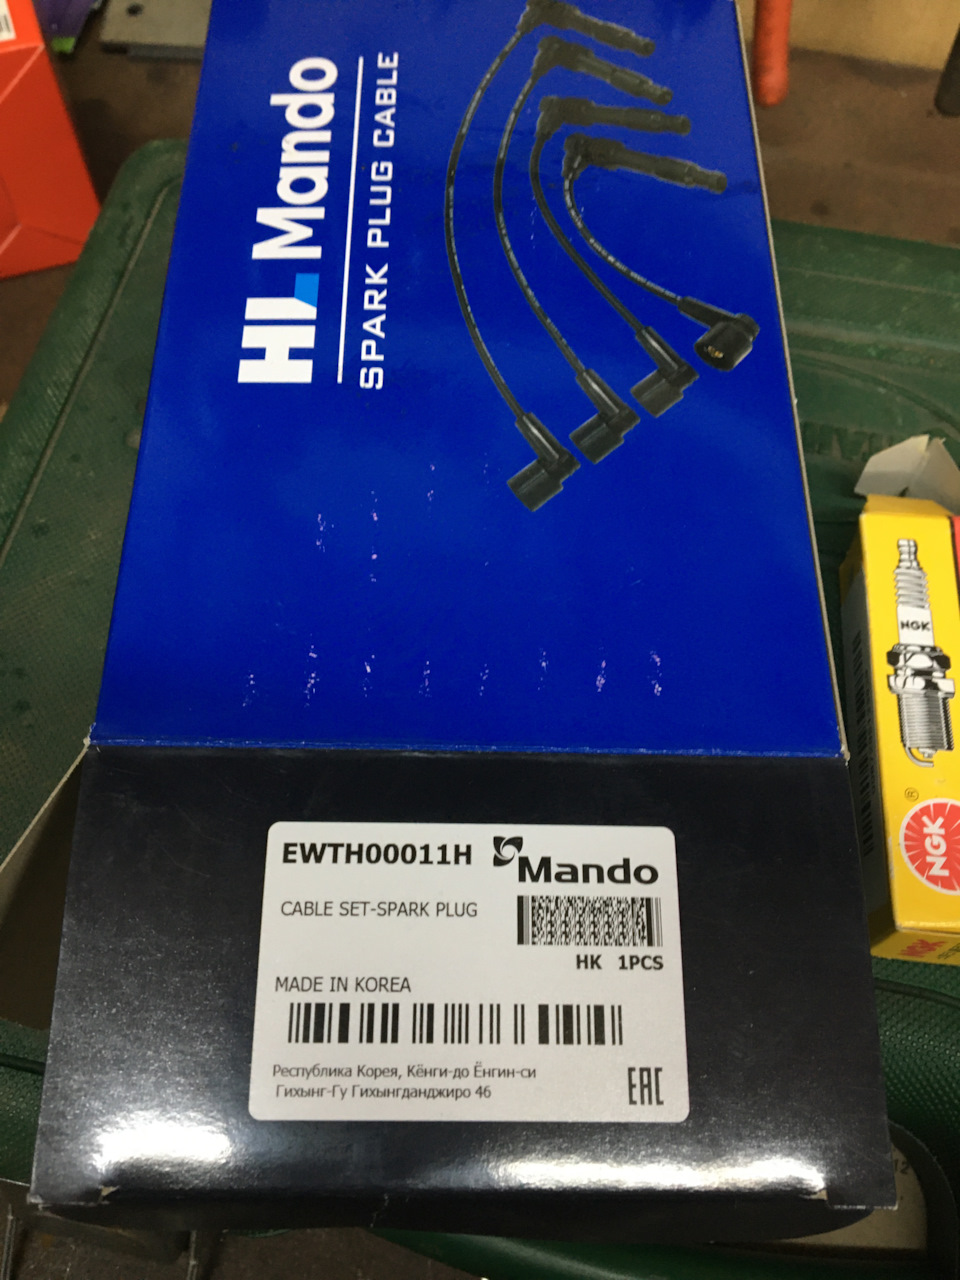 HL Mando
SPARK PLUG CABLE
EWTH00011H
Mando
CABLE SET-SPARK PLUG
HK 1PCS
MADE IN KOREA
Республика Корея, Кёнги-до Ёнгин-си
Гихынг-Гу Гихынгданджиро 46
EAC
NGK
®
NGK
NGK